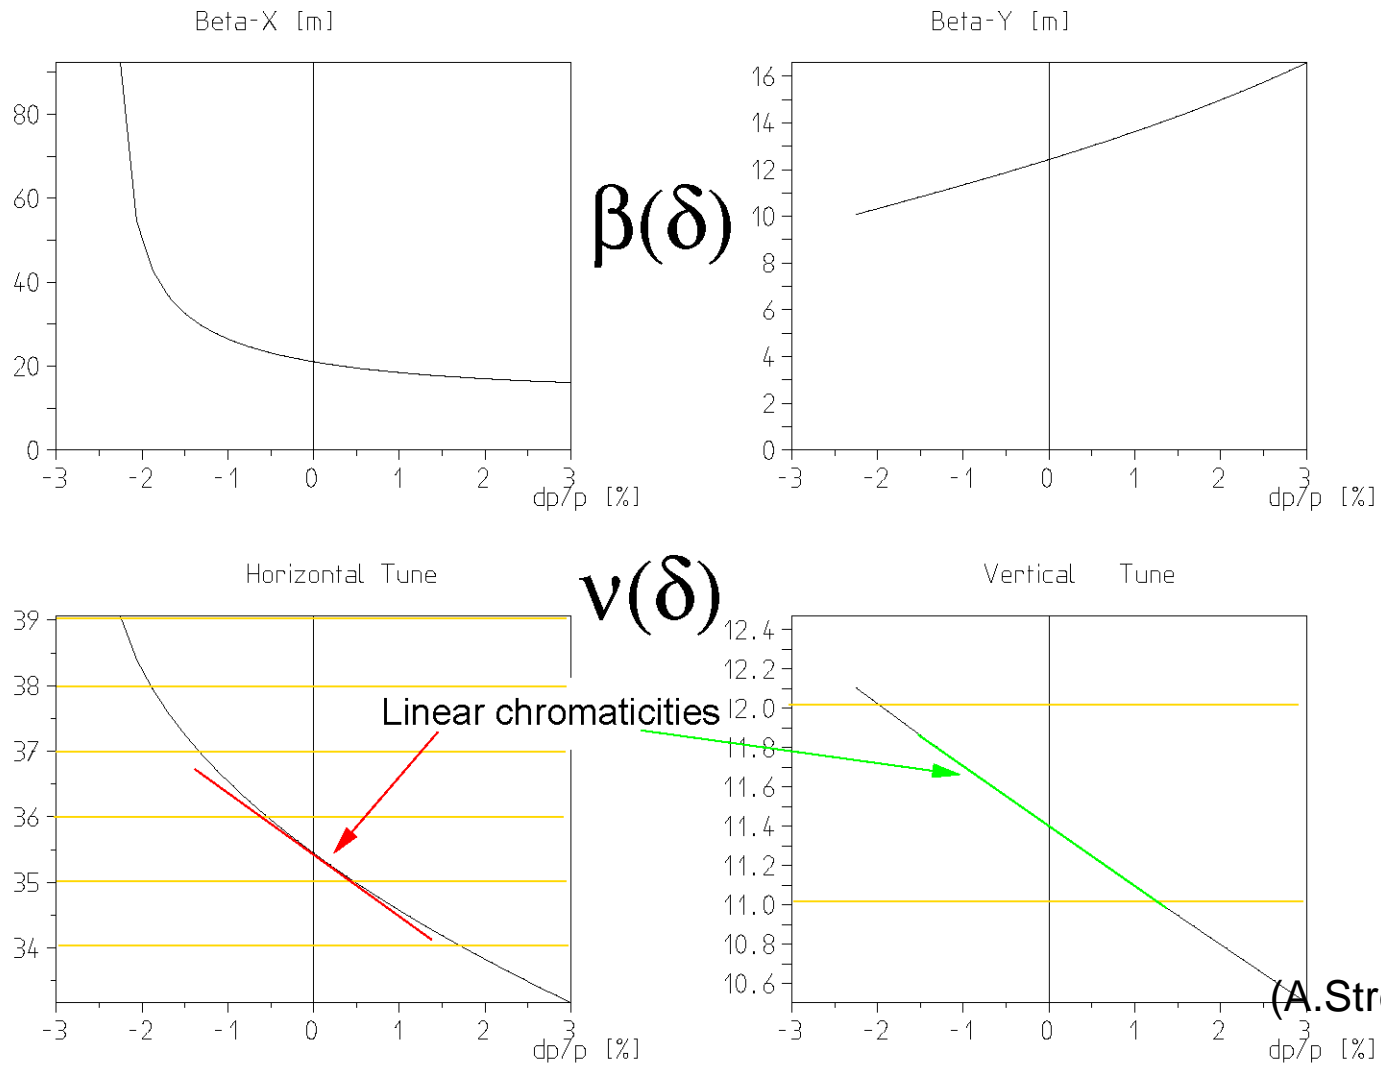 Beta-X [m]
80
60
40
20
0
-3 -2 -1 0 1 2 3
dp/p [%]
β(δ)
Beta-Y [m]
16
14
12
10
8
6
4
2
0
-3 -2 -1 0 1 2 3
dp/p [%]
Horizontal Tune
39
38
37
36
35
34
-3 -2 -1 0 1 2 3
dp/p [%]
ν(δ)
Linear chromaticities
Vertical Tune
12.4
12.2
12.0
11.8
11.6
11.4
11.2
11.0
10.8
10.6
-3 -2 -1 0 1 2 3
dp/p [%]
(A.Str